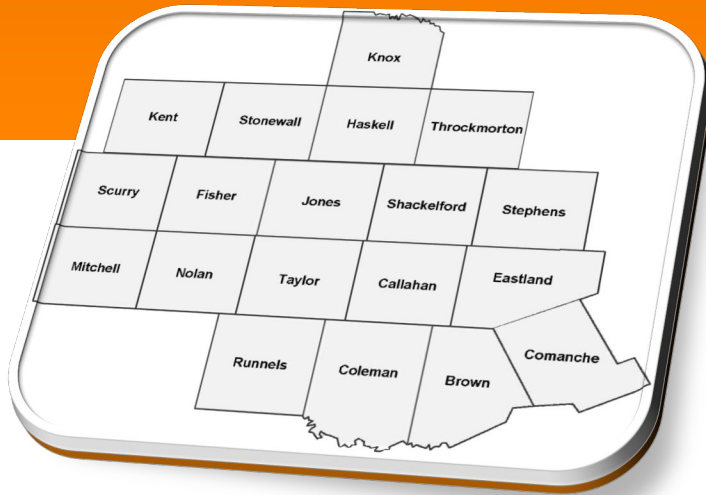 Knox
Kent
Stonewall
Haskell
Throckmorton
Scurry
Fisher
Jones
Shackelford
Stephens
Mitchell
Nolan
Taylor
Callahan
Eastland
Runnels
Coleman
Brown
Comanche